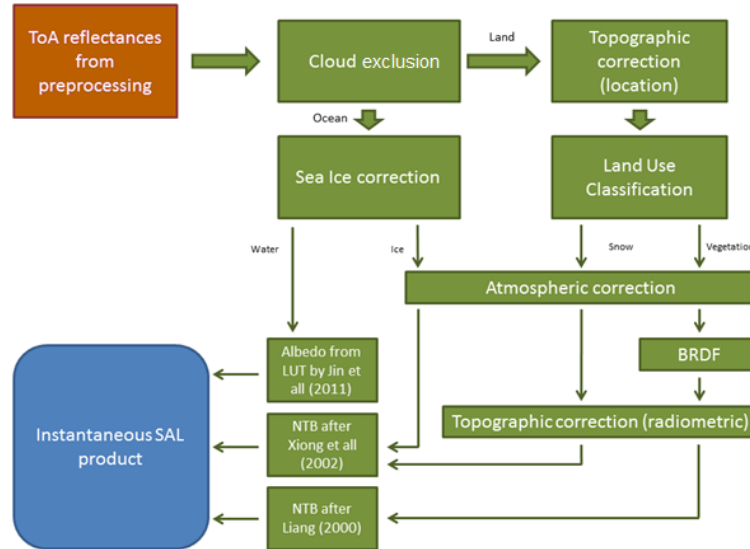 ToA reflectances
from
preprocessing
Cloud exclusion
Land
Topographic
correction
(location)
Ocean
Sea Ice correction
Land Use
Classification
Water
Ice
Snow
Vegetation
Atmospheric correction
Albedo from
LUT by Jin et
all (2011)
BRDF
Instantaneous SAL
product
NTB after
Xiong et all
(2002)
Topographic correction (radiometric)
NTB after
Liang (2000)